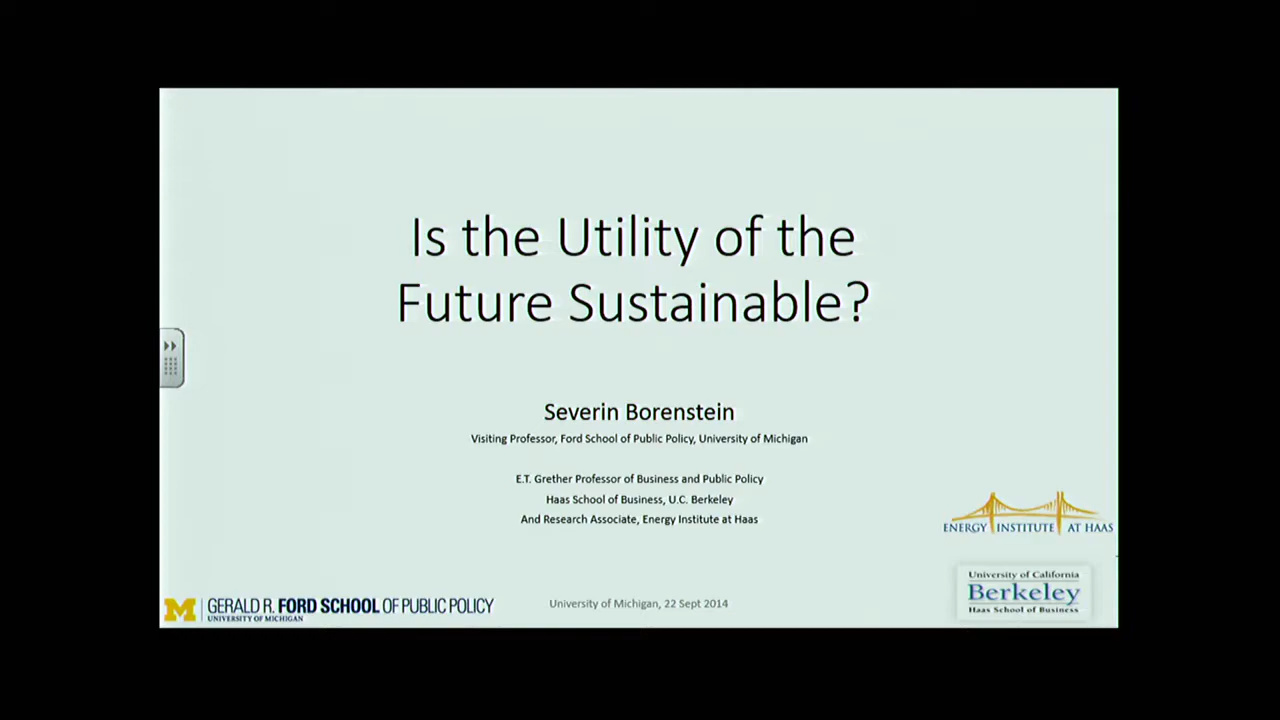 Is the Utility of the
Future Sustainable?
Severin Borenstein
Visiting Professor, Ford School of Public Policy, University of Michigan
E.T. Grether Professor of Business and Public Policy
Haas School of Business, U.C. Berkeley
And Research Associate, Energy Institute at Haas
ENERGY INSTITUTE AT HAAS
University of California
Berkeley
Haas School of Business
M GERALD R. FORD SCHOOL OF PUBLIC POLICY
UNIVERSITY OF MICHIGAN
University of Michigan, 22 Sept 2014